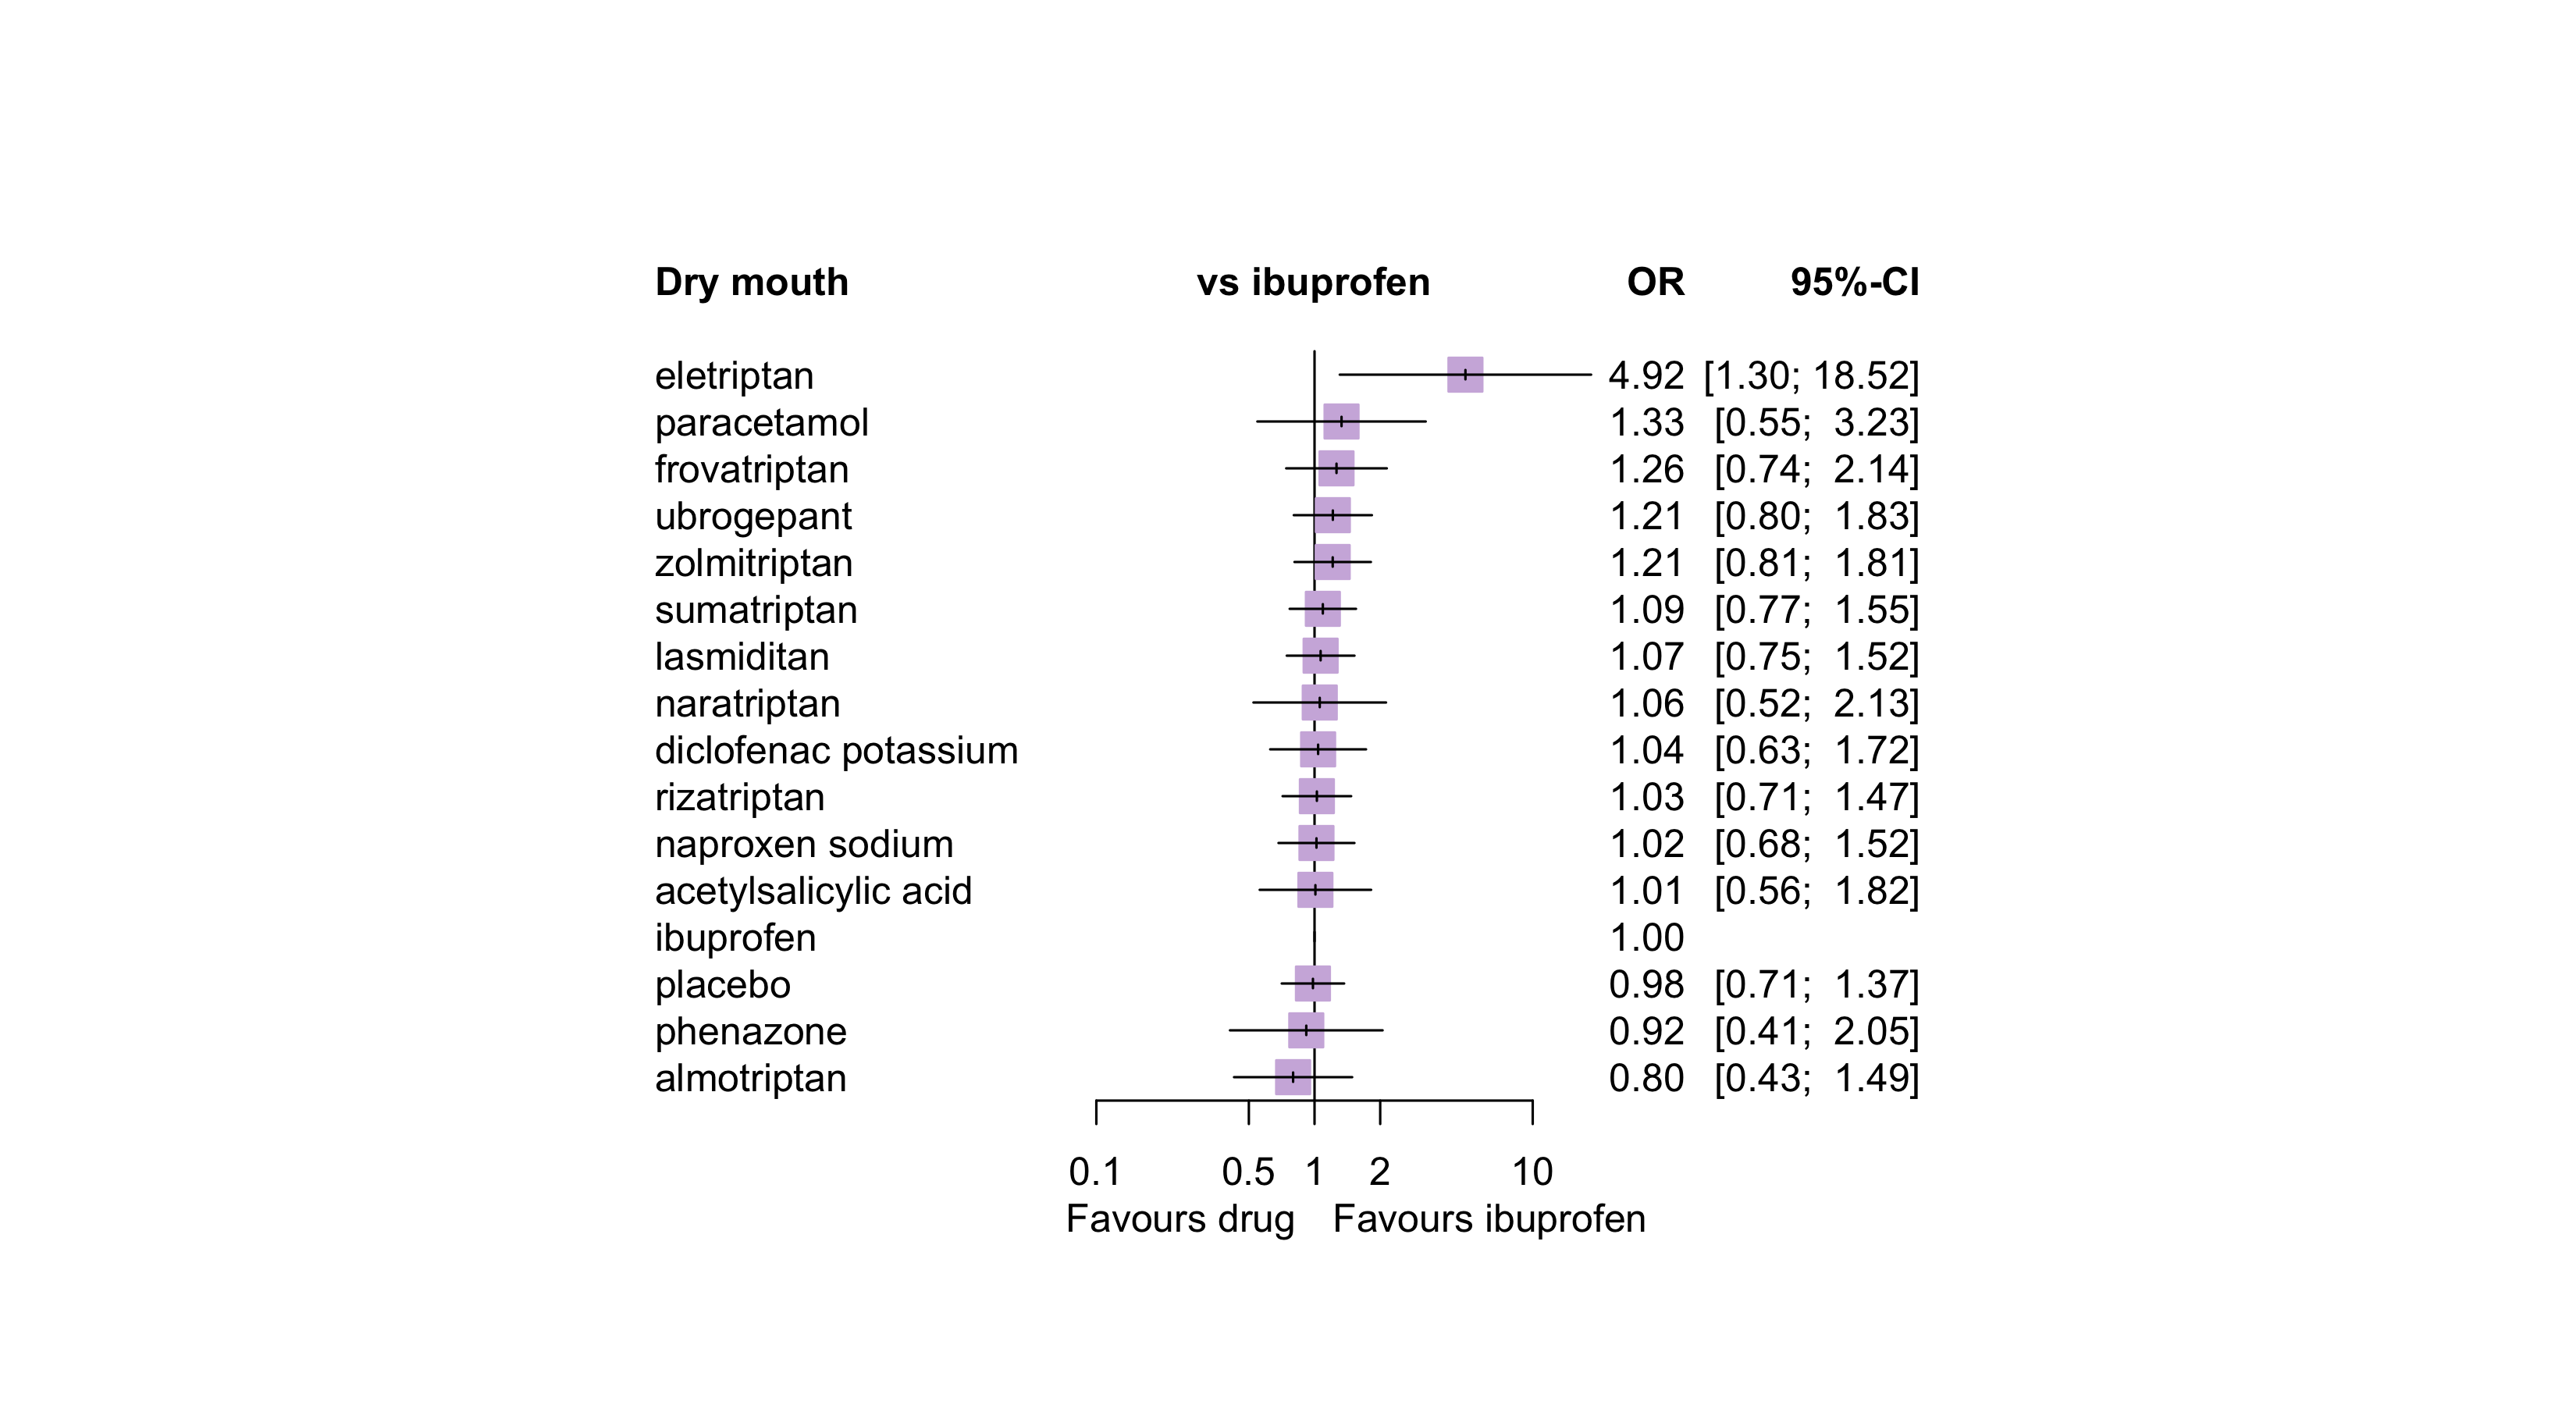 Dry mouth vs ibuprofen OR 95%-CI
eletriptan 4.92 [1.30; 18.52]
paracetamol 1.33 [0.55; 3.23]
frovatriptan 1.26 [0.74; 2.14]
ubrogepant 1.21 [0.80; 1.83]
zolmitriptan 1.21 [0.81; 1.81]
sumatriptan 1.09 [0.77; 1.55]
lasmiditan 1.07 [0.75; 1.52]
naratriptan 1.06 [0.52; 2.13]
diclofenac potassium 1.04 [0.63; 1.72]
rizatriptan 1.03 [0.71; 1.47]
naproxen sodium 1.02 [0.68; 1.52]
acetylsalicylic acid 1.01 [0.56; 1.82]
ibuprofen 1.00
placebo 0.98 [0.71; 1.37]
phenazone 0.92 [0.41; 2.05]
almotriptan 0.80 [0.43; 1.49]
0.1 0.5 1 2 10
Favours drug Favours ibuprofen